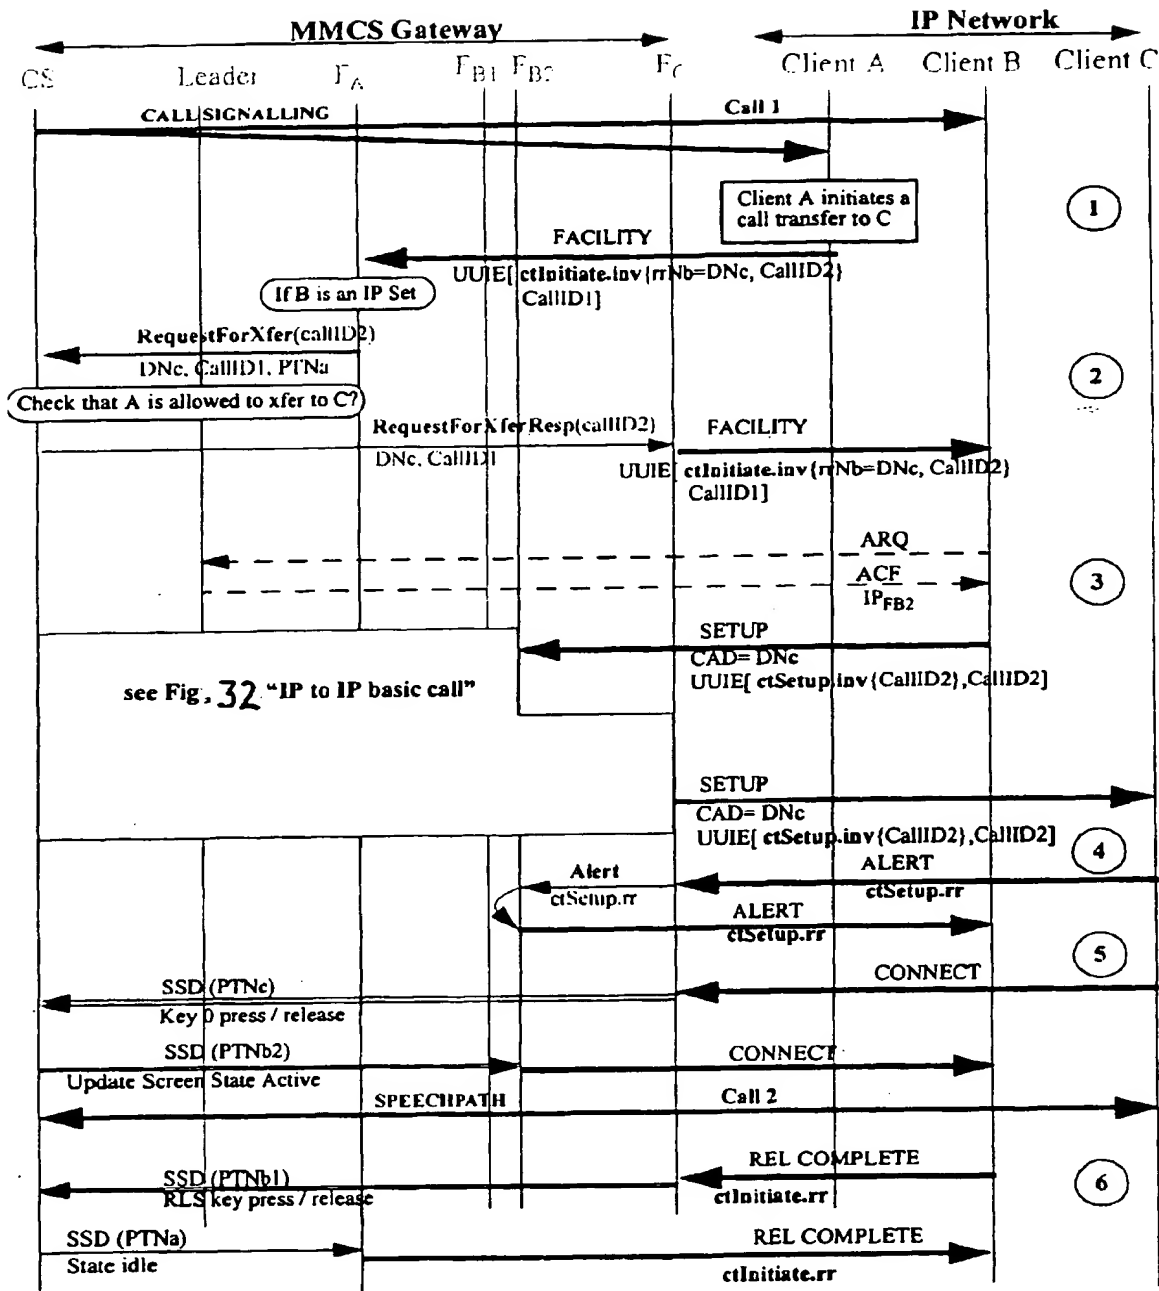 MMCS Gateway
IP Network
CS Leader FA FB1 FB2 FC Client A Client B Client C
CALL SIGNALLING
Call 1
Client A initiates a
call transfer to C
1
FACILITY
UUIE[ ctInitiate.inv{rrNb=DNc, CallID2}
CallID1]
If B is an IP Set
RequestForXfer(callID2)
DNc, CallID1, PTNa
2
Check that A is allowed to xfer to C?
RequestForXferResp(callID2)
DNc, CallID1
FACILITY
UUIE[ ctInitiate.inv{rrNb=DNc, CallID2}
CallID1]
ARQ
ACF
IPFB2
3
SETUP
CAD= DNc
UUIE[ ctSetup.inv{CallID2},CallID2]
see Fig. 32 "IP to IP basic call"
SETUP
CAD= DNc
UUIE[ ctSetup.inv{CallID2},CallID2]
4
ALERT
ctSetup.rr
Alert
ctSetup.rr
ALERT
ctSetup.rr
5
CONNECT
SSD (PTNc)
Key 0 press / release
SSD (PTNb2)
Update Screen State Active
CONNECT
SPEECHPATH
Call 2
REL COMPLETE
ctInitiate.rr
6
SSD (PTNb1)
RLS key press / release
SSD (PTNa)
State idle
REL COMPLETE
ctInitiate.rr